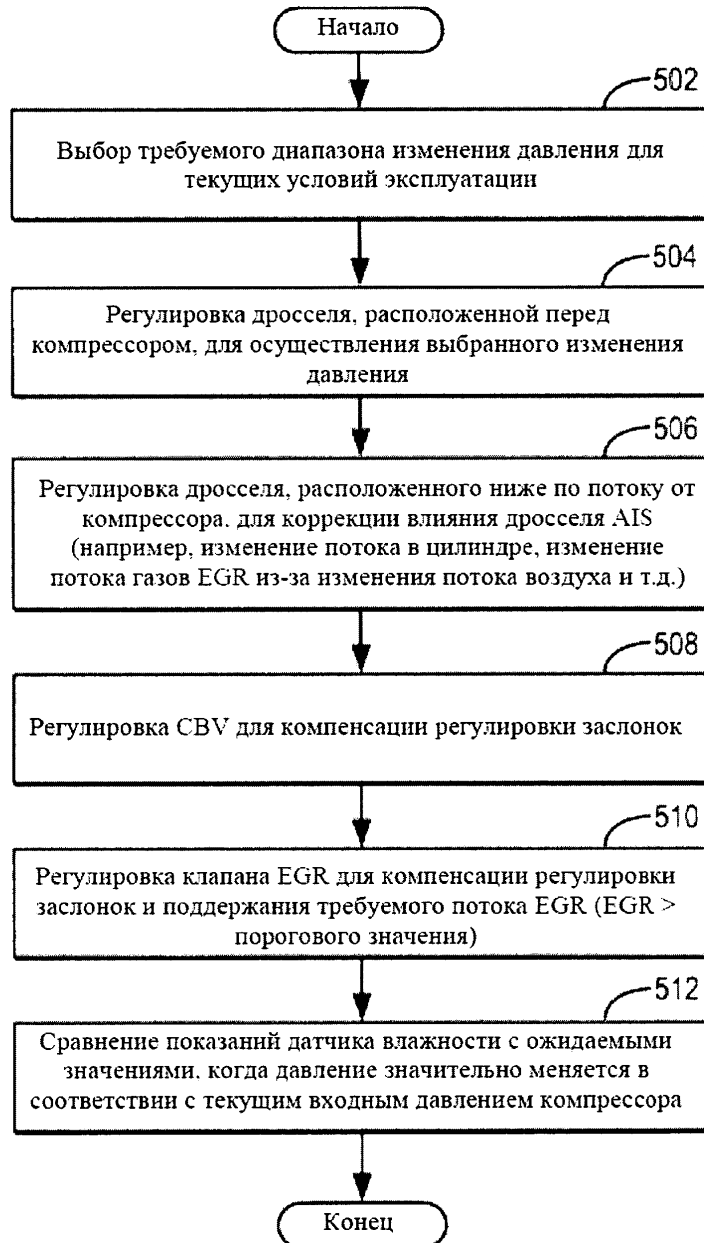 Начало
502
Выбор требуемого диапазона изменения давления для
текущих условий эксплуатации
504
Регулировка дросселя, расположенной перед
компрессором, для осуществления выбранного изменения
давления
506
Регулировка дросселя, расположенного ниже по потоку от
компрессора. для коррекции влияния дросселя AIS
(например, изменение потока в цилиндре, изменение
потока газов EGR из-за изменения потока воздуха и т.д.)
508
Регулировка CBV для компенсации регулировки заслонок
510
Регулировка клапана EGR для компенсации регулировки
заслонок и поддержания требуемого потока EGR (EGR >
порогового значения)
512
Сравнение показаний датчика влажности с ожидаемыми
значениями. когда давление значительно меняется в
соответствии с текущим входным давлением компрессора
Конец